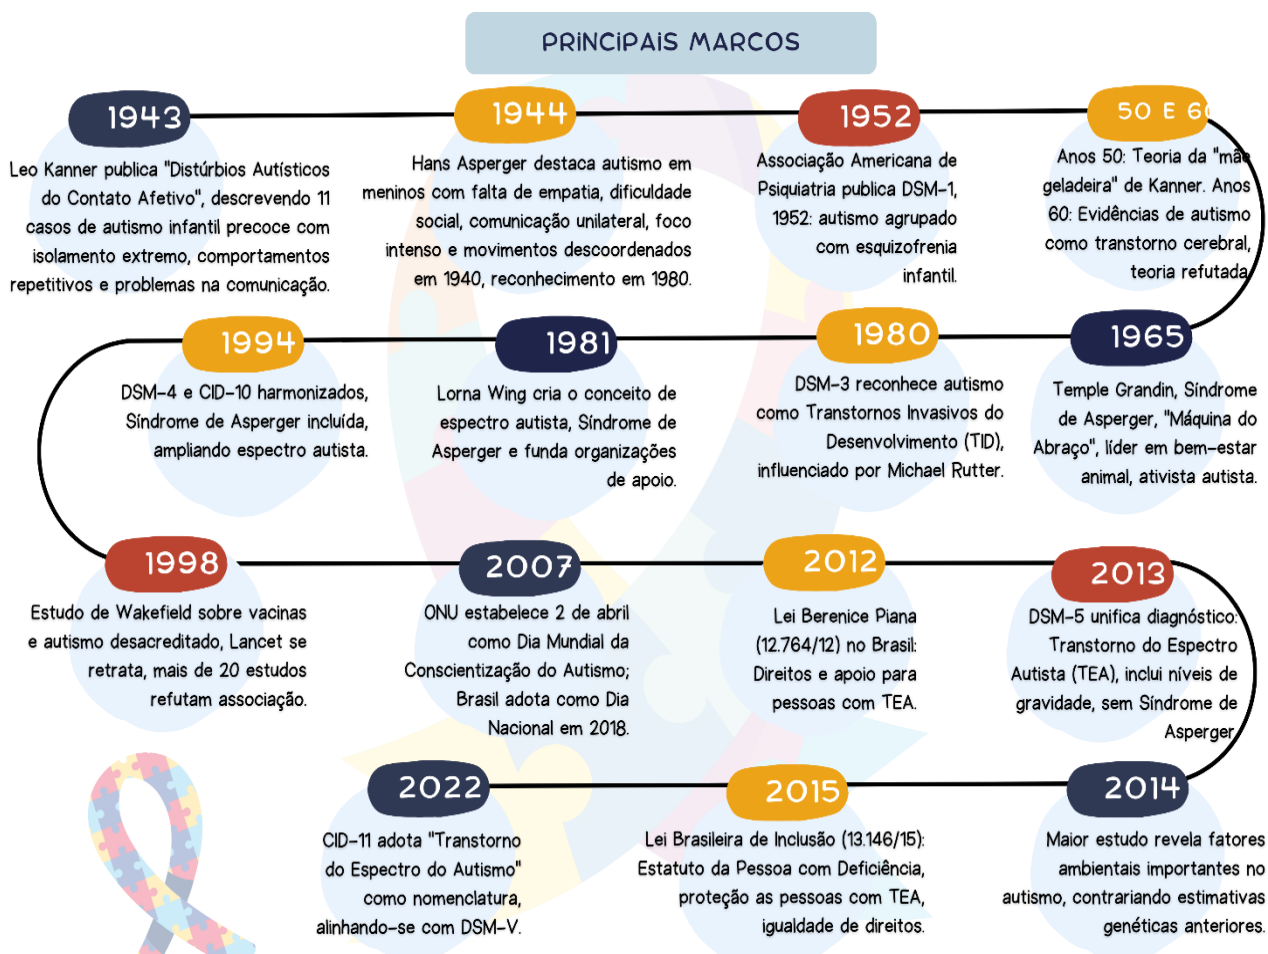 PRINCIPAIS MARCOS
1943
Leo Kanner publica "Distúrbios Autísticos
do Contato Afetivo", descrevendo 11
casos de autismo infantil precoce com
isolamento extremo, comportamentos
repetitivos e problemas na comunicação.
1944
Hans Asperger destaca autismo em
meninos com falta de empatia, dificuldade
social, comunicação unilateral, foco
intenso e movimentos descoordenados
em 1940, reconhecimento em 1980.
1952
Associação Americana de
Psiquiatria publica DSM-1,
1952: autismo agrupado
com esquizofrenia
infantil.
50 E 60
Anos 50: Teoria da "mãe
geladeira" de Kanner. Anos
60: Evidências de autismo
como transtorno cerebral,
teoria refutada.
1965
Temple Grandin, Síndrome
de Asperger, "Máquina do
Abraço", líder em bem-estar
animal, ativista autista.
1980
DSM-3 reconhece autismo
como Transtornos Invasivos do
Desenvolvimento (TID),
influenciado por Michael Rutter.
1981
Lorna Wing cria o conceito de
espectro autista, Síndrome de
Asperger e funda organizações
de apoio.
1994
DSM-4 e CID-10 harmonizados,
Síndrome de Asperger incluída,
ampliando espectro autista.
1998
Estudo de Wakefield sobre vacinas
e autismo desacreditado, Lancet se
retrata, mais de 20 estudos
refutam associação.
2007
ONU estabelece 2 de abril
como Dia Mundial da
Conscientização do Autismo;
Brasil adota como Dia
Nacional em 2018.
2012
Lei Berenice Piana
(12.764/12) no Brasil:
Direitos e apoio para
pessoas com TEA.
2013
DSM-5 unifica diagnóstico:
Transtorno do Espectro
Autista (TEA), inclui níveis de
gravidade, sem Síndrome de
Asperger.
2014
Maior estudo revela fatores
ambientais importantes no
autismo, contrariando estimativas
genéticas anteriores.
2015
Lei Brasileira de Inclusão (13.146/15):
Estatuto da Pessoa com Deficiência,
proteção as pessoas com TEA,
igualdade de direitos.
2022
CID-11 adota "Transtorno
do Espectro do Autismo"
como nomenclatura,
alinhando-se com DSM-V.